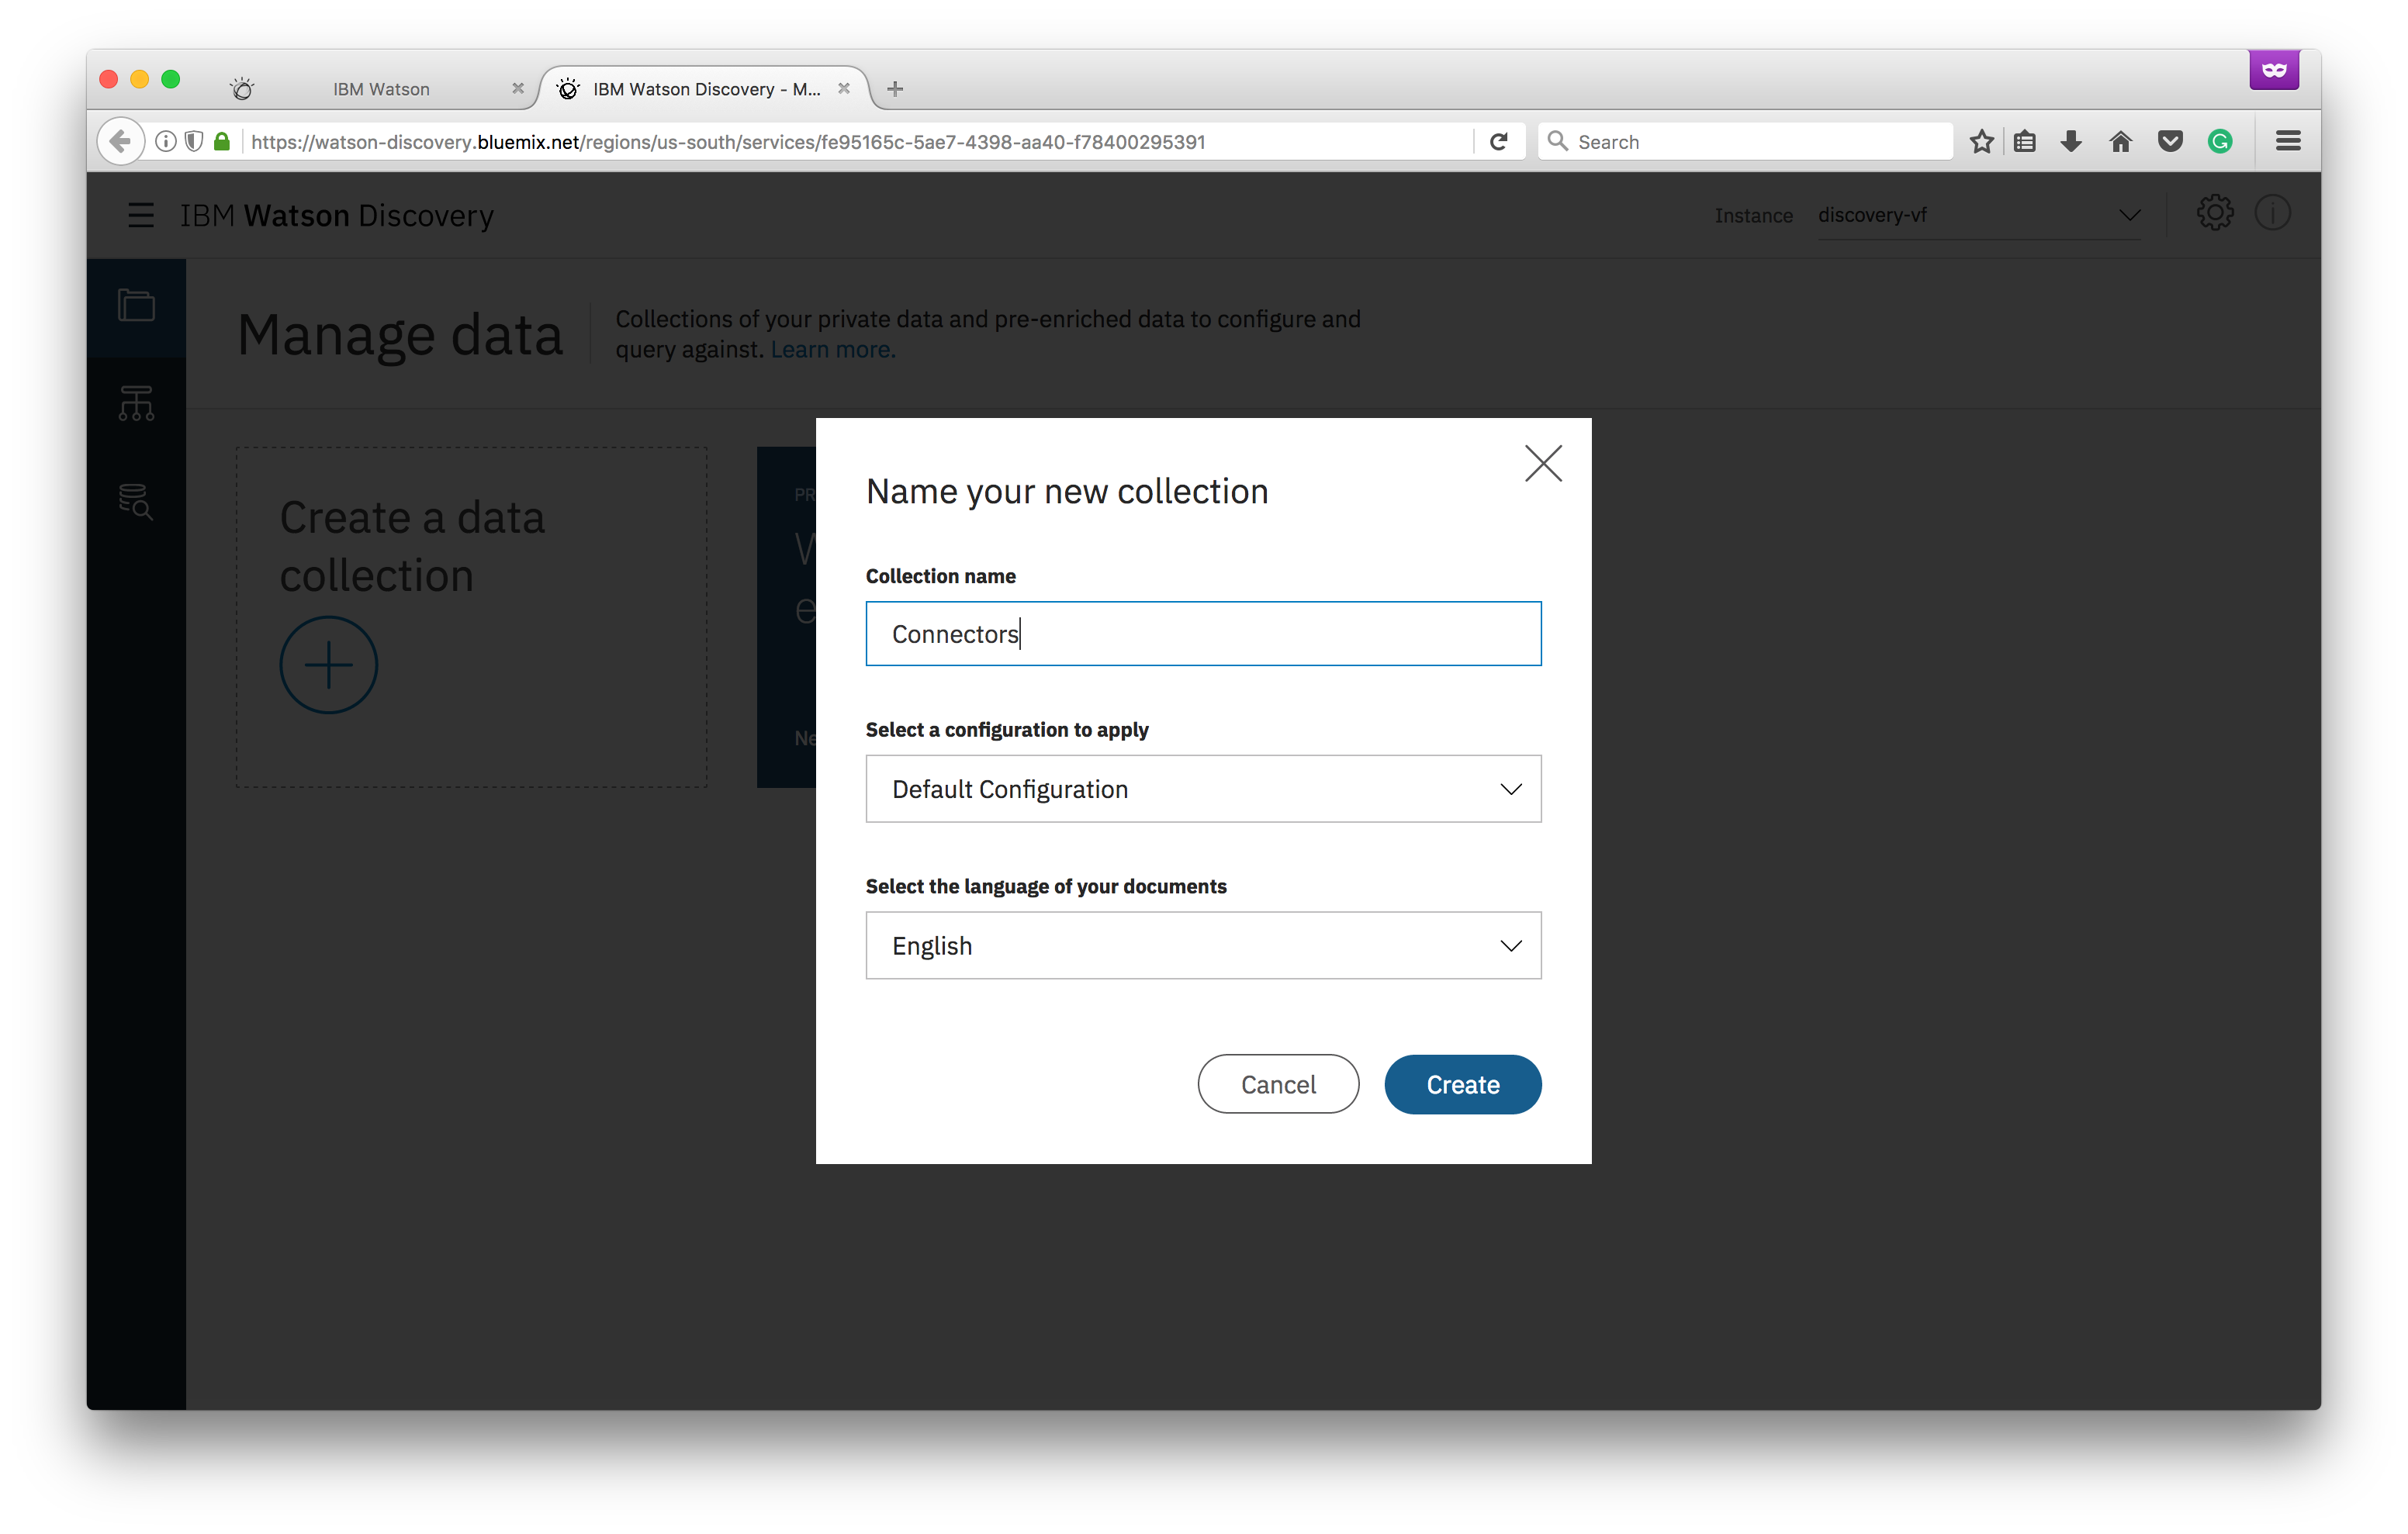 IBM Watson
IBM Watson Discovery - M...
https://watson-discovery.bluemix.net/regions/us-south/services/fe95165c-5ae7-4398-aa40-f78400295391
Search
IBM Watson Discovery
Instance
discovery-vf
Manage data
Collections of your private data and pre-enriched data to configure and
query against. Learn more.
Create a data
collection
PR
W
e
Ne
Name your new collection
Collection name
Connectors
Select a configuration to apply
Default Configuration
Select the language of your documents
English
Cancel
Create